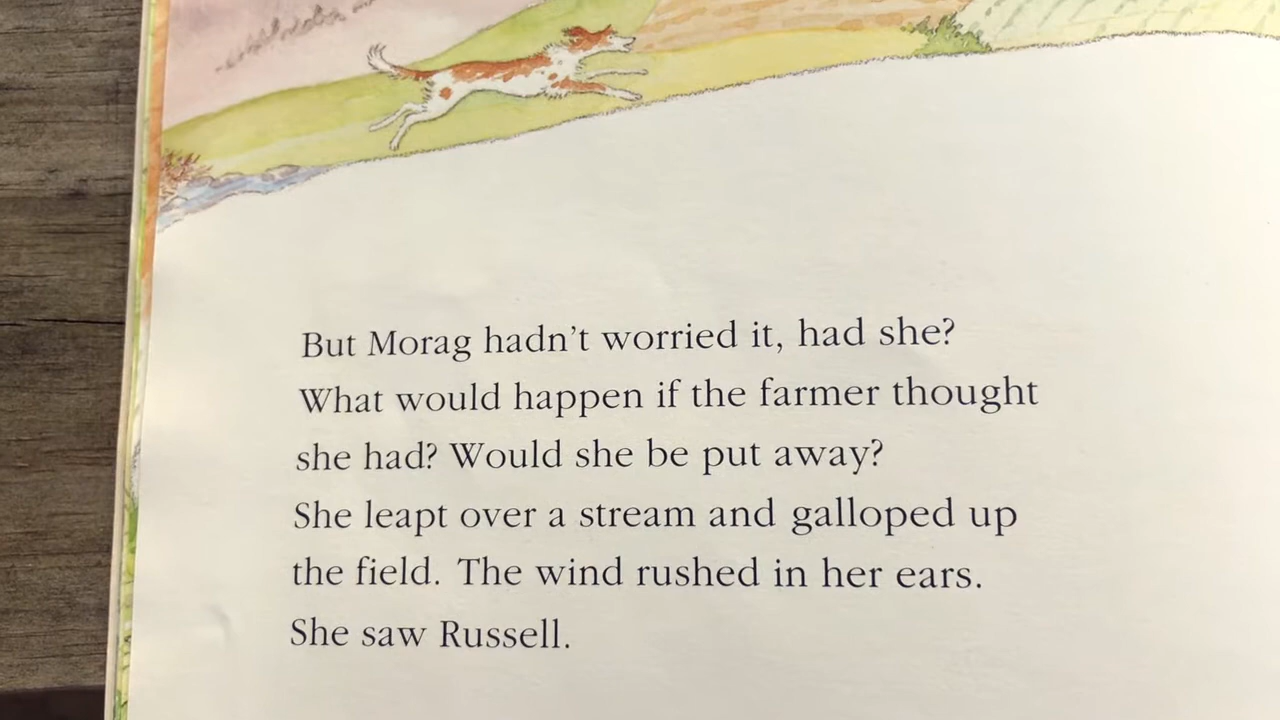 But Morag hadn't worried it, had she?
What would happen if the farmer thought
she had? Would she be put away?
She leapt over a stream and galloped up
the field. The wind rushed in her ears.
She saw Russell.